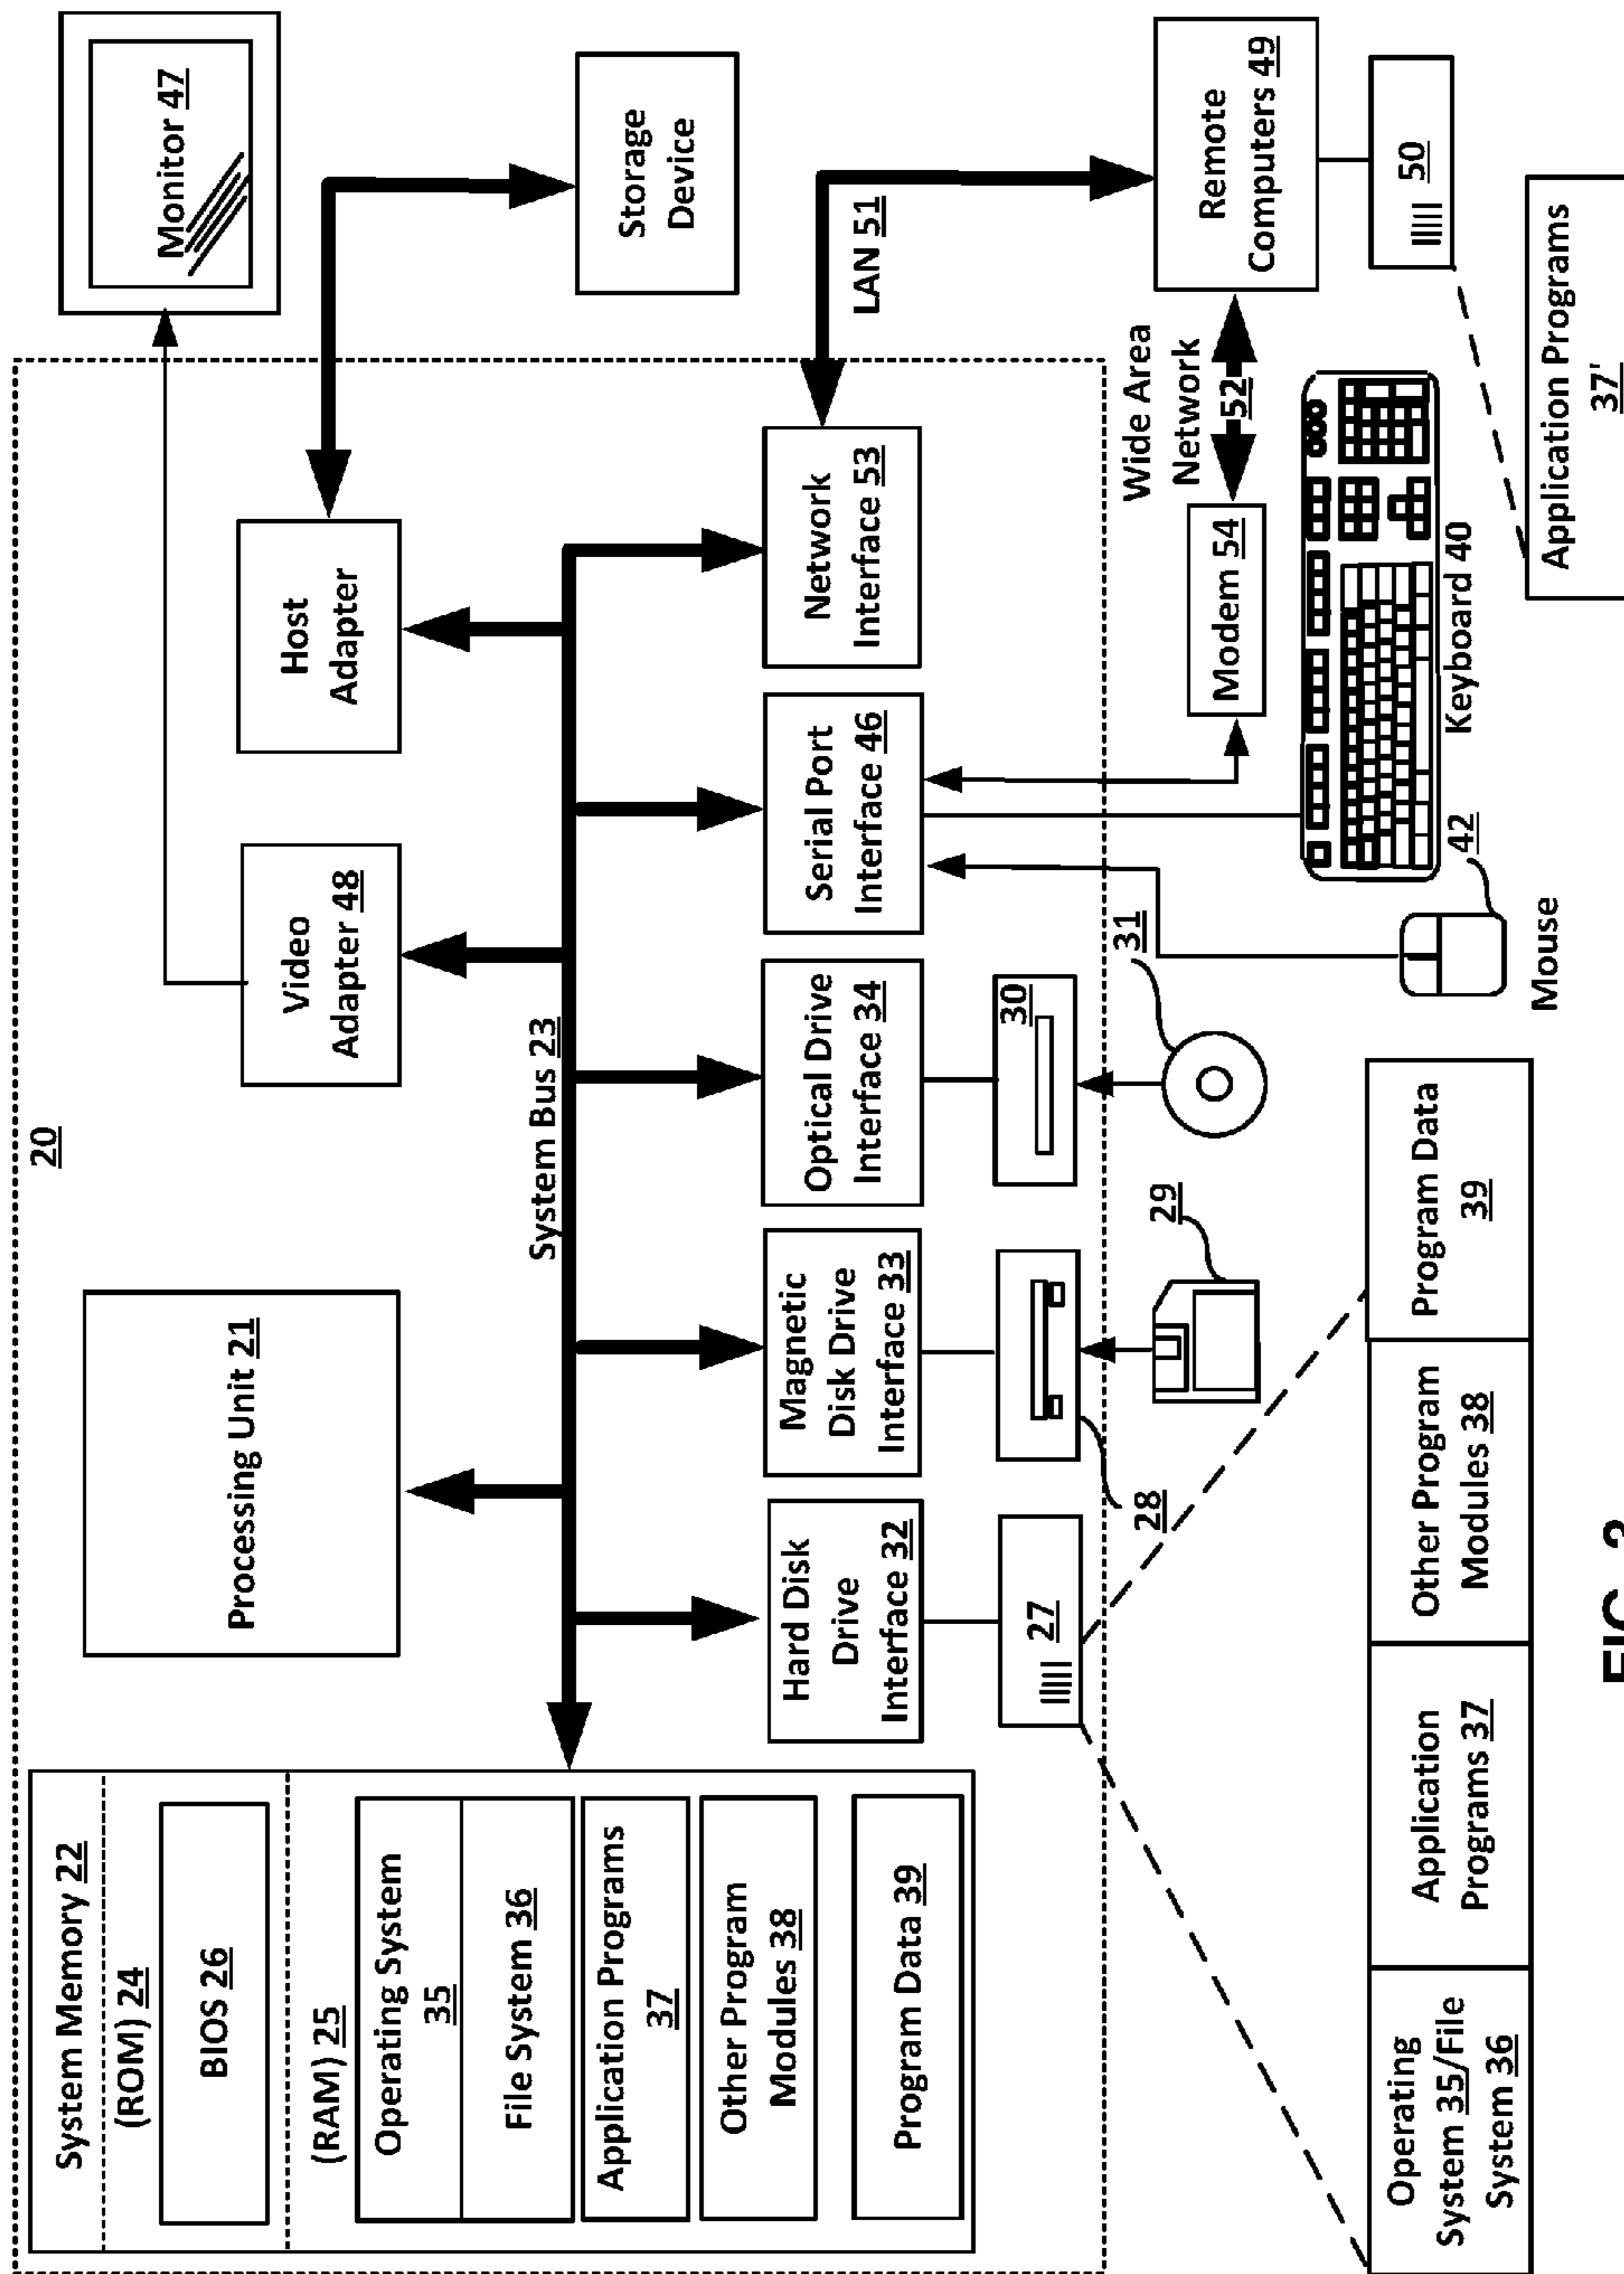 20
System Memory 22
(ROM) 24
BIOS 26
(RAM) 25
Operating System
35
File System 36
Application Programs
37
Other Program
Modules 38
Program Data 39
Processing Unit 21
Video
Adapter 48
Host
Adapter
Monitor 47
Storage
Device
System Bus 23
Hard Disk
Drive
Interface 32
Magnetic
Disk Drive
Interface 33
Optical Drive
Interface 34
Serial Port
Interface 46
Network
Interface 53
LAN 51
27
28
30
29
31
Wide Area
Network
52
Modem 54
Remote
Computers 49
50
Keyboard 40
42
Mouse
Operating
System 35/File
System 36
Application
Programs 37
Other Program
Modules 38
Program Data
39
Application Programs
37'